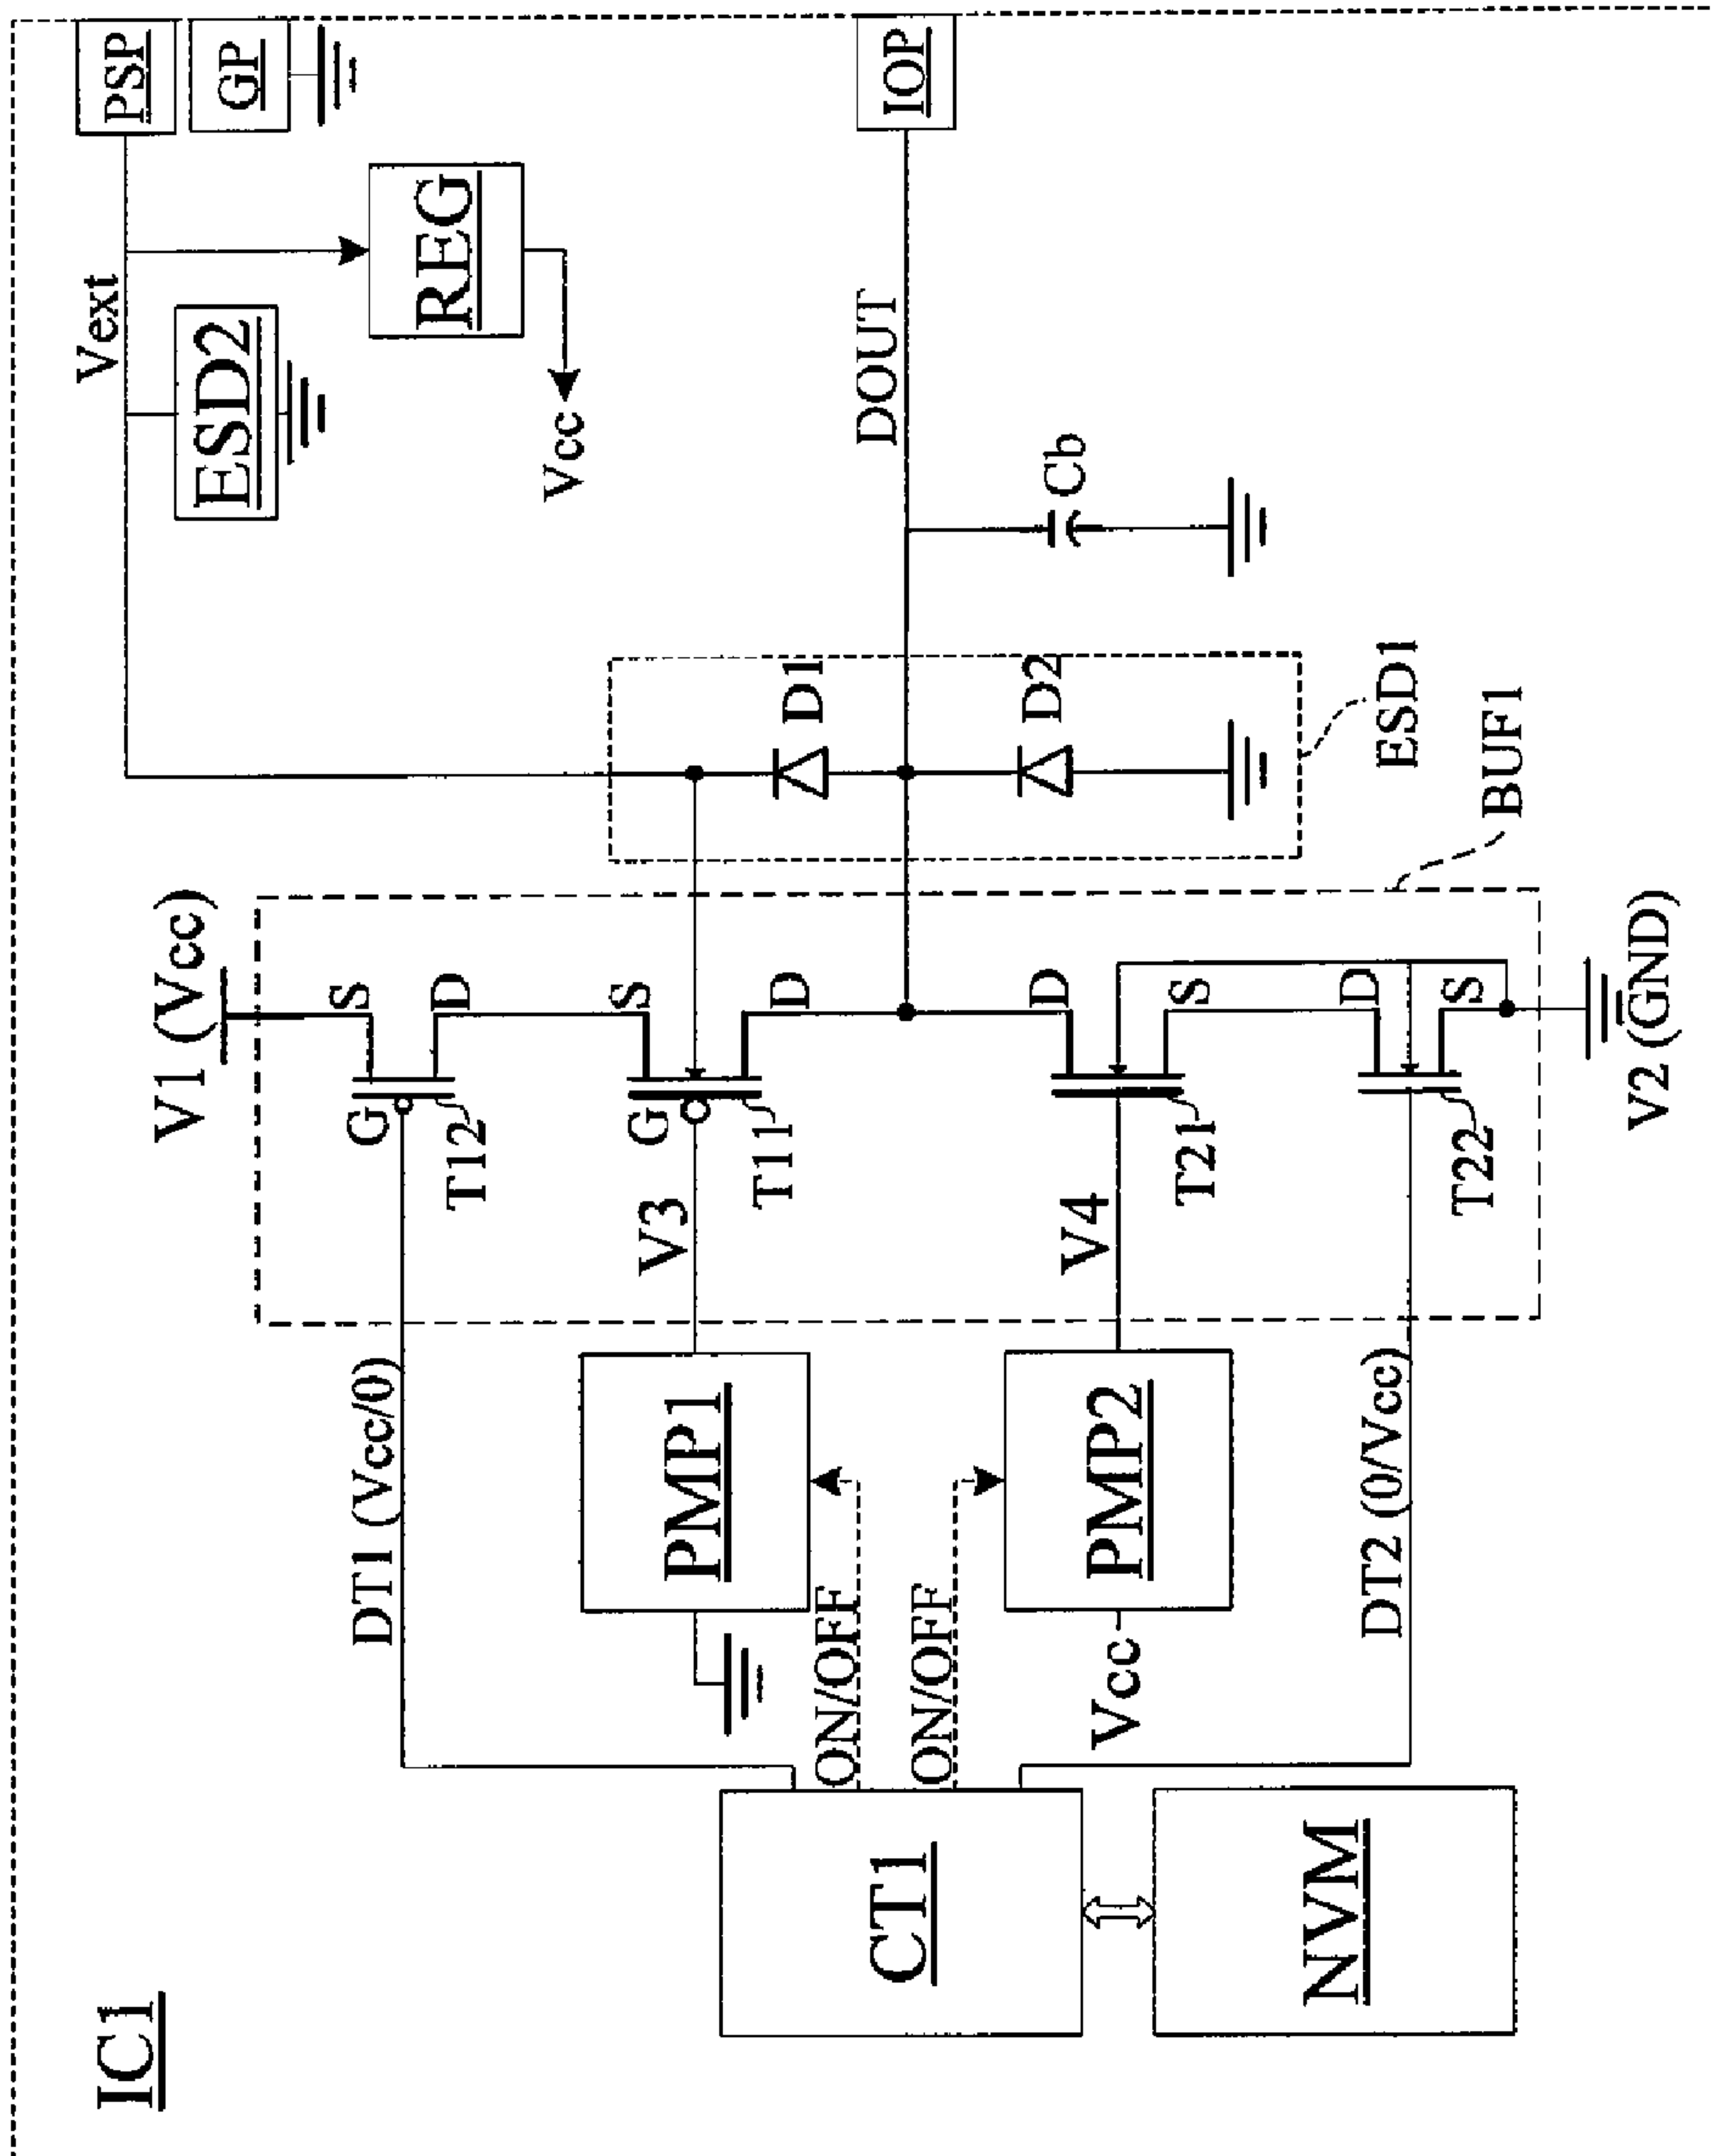 IC1
PSP
GP
Vext
ESD2
REG
Vcc
V1 (Vcc)
S
G
D
T12
DT1 (Vcc/0)
S
G
D
T11
V3
PMP1
ON/OFF
D1
DOUT
IOP
Cb
D2
ESD1
BUF1
CT1
ON/OFF
PMP2
Vcc
V4
D
S
T21
D
S
T22
DT2 (0/Vcc)
NVM
V2 (GND)